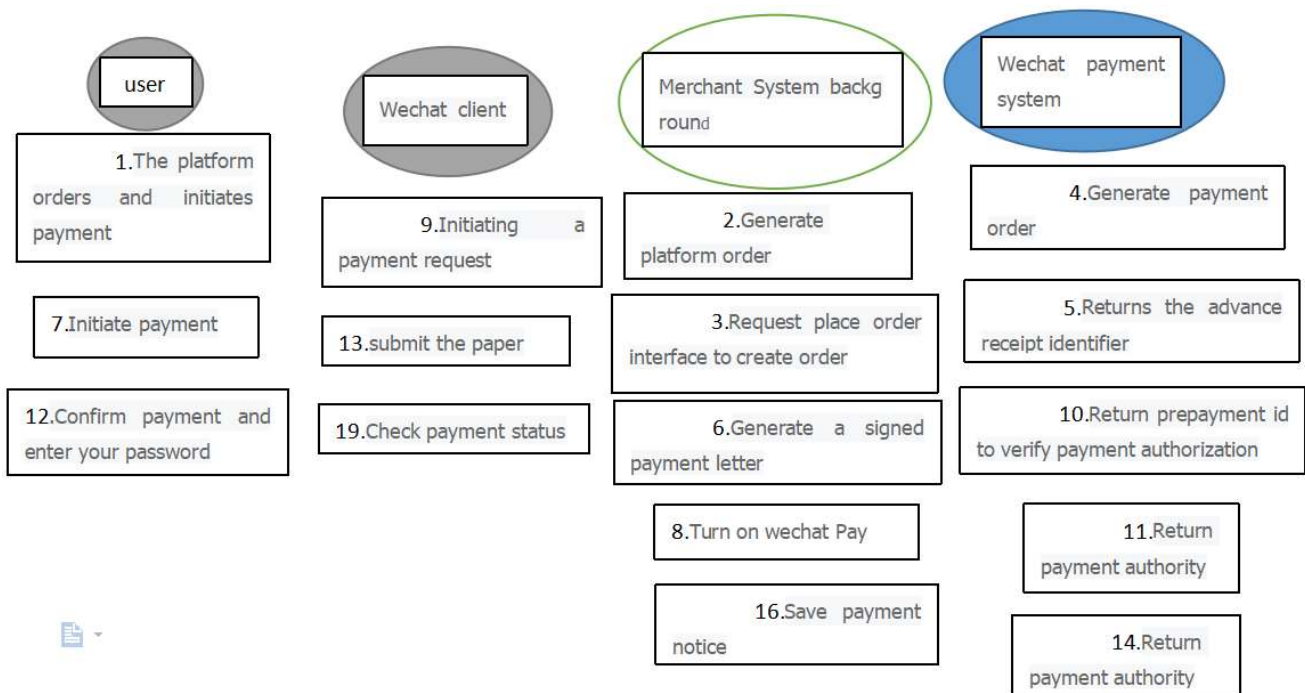 user
1.The platform
orders and initiates
payment
7.Initiate payment
12.Confirm payment and
enter your password
Wechat client
9.Initiating a
payment request
13.submit the paper
19.Check payment status
Merchant System backg
round
2.Generate
platform order
3.Request place order
interface to create order
6.Generate a signed
payment letter
8.Turn on wechat Pay
16.Save payment
notice
Wechat payment
system
4.Generate payment
order
5.Returns the advance
receipt identifier
10.Return prepayment id
to verify payment authorization
11.Return
payment authority
14.Return
payment authority